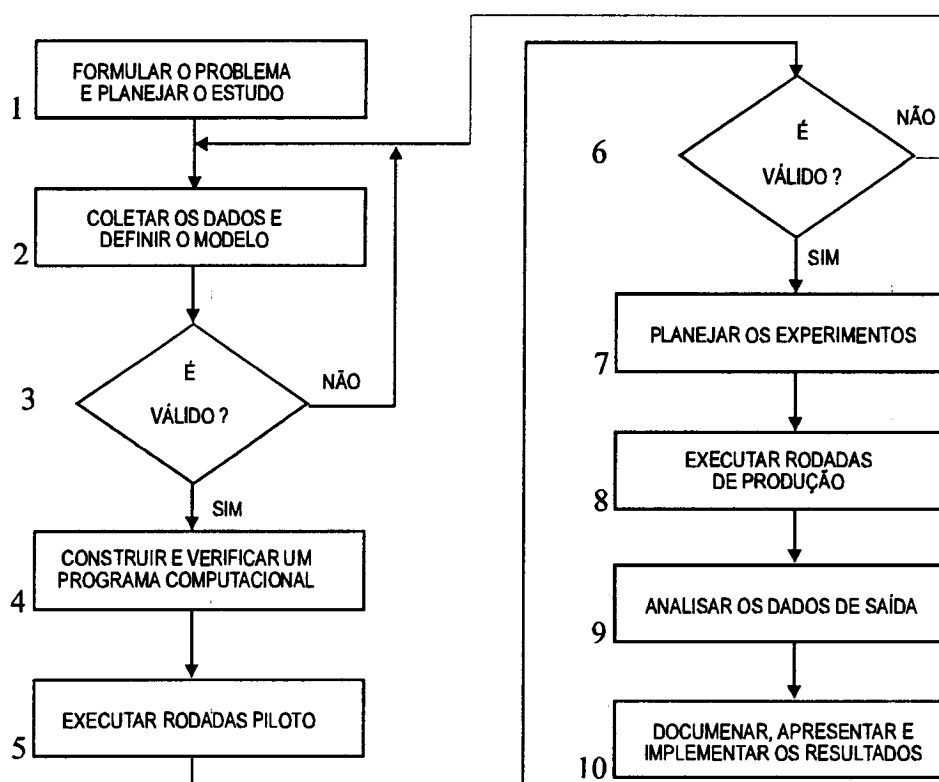 1
FORMULAR O PROBLEMA
E PLANEJAR O ESTUDO
2
COLETAR OS DADOS E
DEFINIR O MODELO
3
É
VÁLIDO ?
NÃO
SIM
4
CONSTRUIR E VERIFICAR UM
PROGRAMA COMPUTACIONAL
5
EXECUTAR RODADAS PILOTO
6
É
VÁLIDO ?
NÃO
SIM
7
PLANEJAR OS EXPERIMENTOS
8
EXECUTAR RODADAS
DE PRODUÇÃO
9
ANALISAR OS DADOS DE SAÍDA
10
DOCUMENAR, APRESENTAR E
IMPLEMENTAR OS RESULTADOS